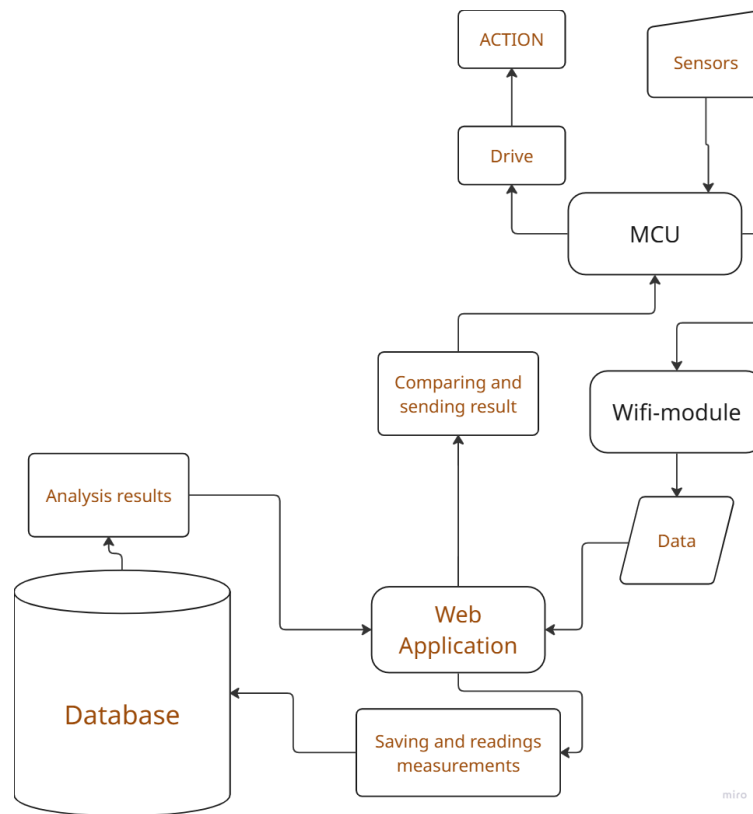 ACTION
Sensors
Drive
MCU
Comparing and
sending result
Wifi-module
Analysis results
Data
Web
Application
Database
Saving and readings
measurements
miro